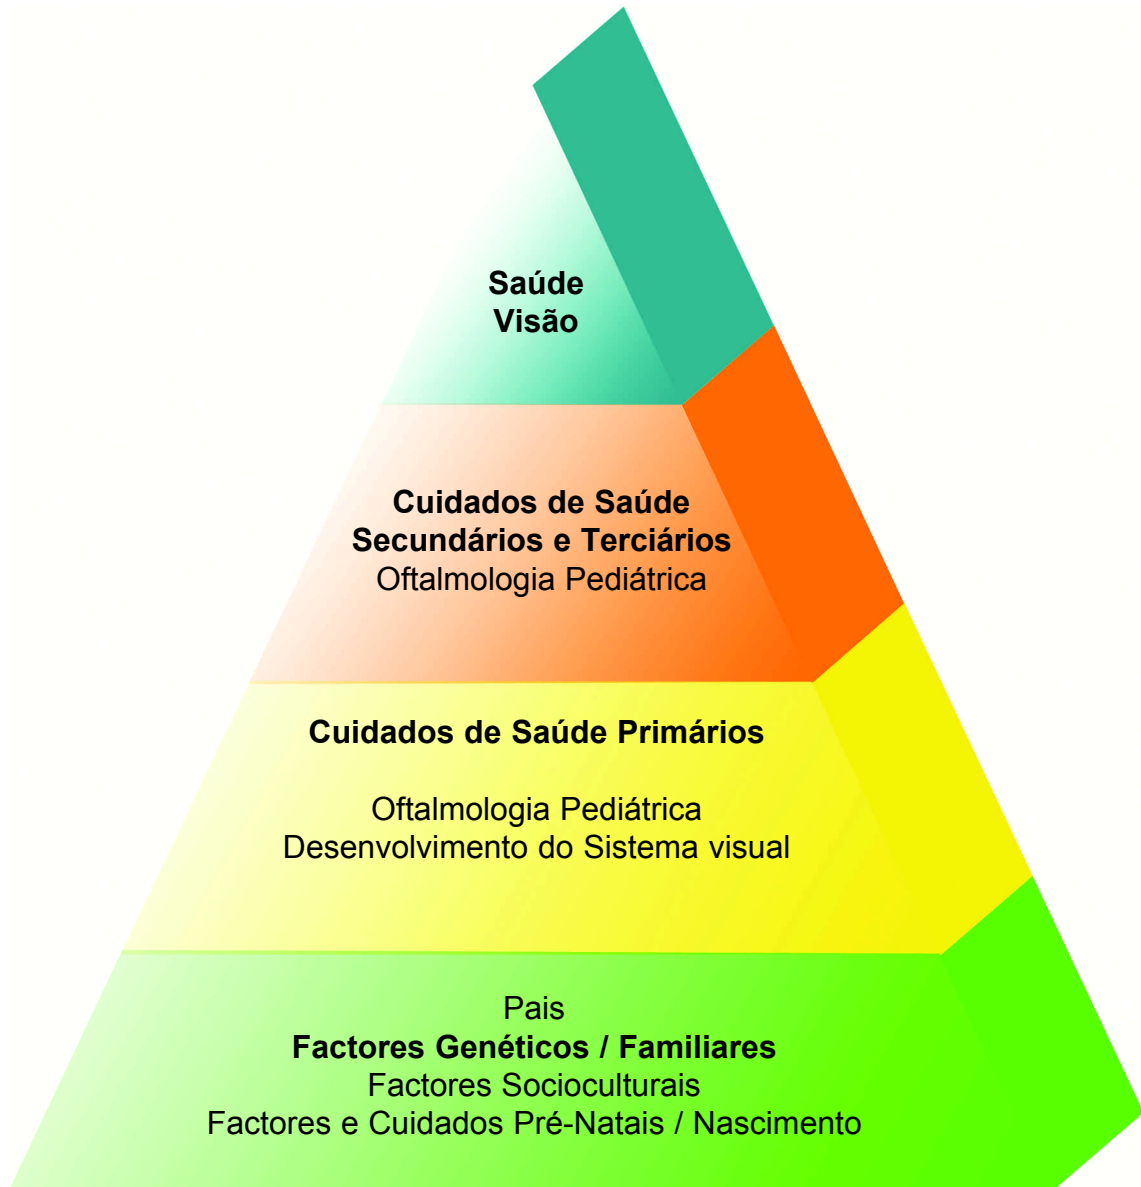 Saúde
Visão
Cuidados de Saúde
Secundários e Terciários
Oftalmologia Pediátrica
Cuidados de Saúde Primários
Oftalmologia Pediátrica
Desenvolvimento do Sistema visual
Pais
Factores Genéticos / Familiares
Factores Socioculturais
Factores e Cuidados Pré-Natais / Nascimento